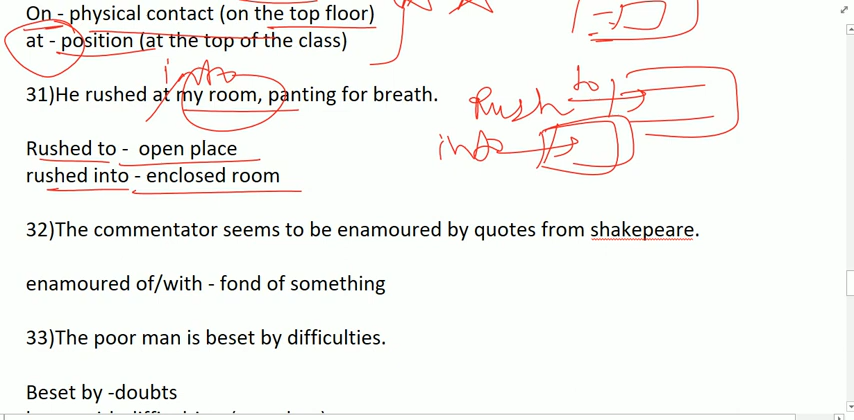 On - physical contact (on the top floor)
at - position (at the top of the class)
into
31)He rushed at my room, panting for breath.
Rush to
into
Rushed to - open place
rushed into - enclosed room
32)The commentator seems to be enamoured by quotes from shakepeare.
enamoured of/with - fond of something
33)The poor man is beset by difficulties.
Beset by -doubts